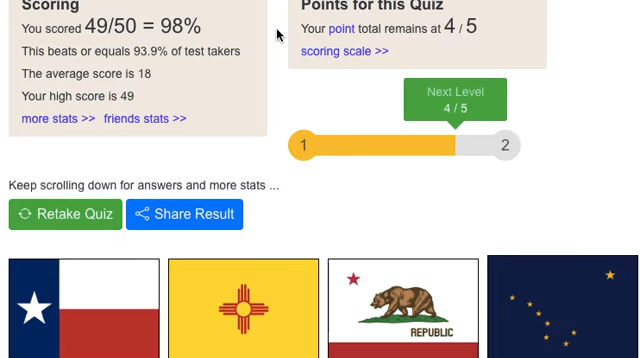 Scoring
You scored 49/50 = 98%
This beats or equals 93.9% of test takers
The average score is 18
Your high score is 49
more stats >> friends stats >>
Points for this Quiz
Your point total remains at 4 / 5
scoring scale >>
Next Level
4 / 5
1
2
Keep scrolling down for answers and more stats ...
Retake Quiz
Share Result
REPUBLIC